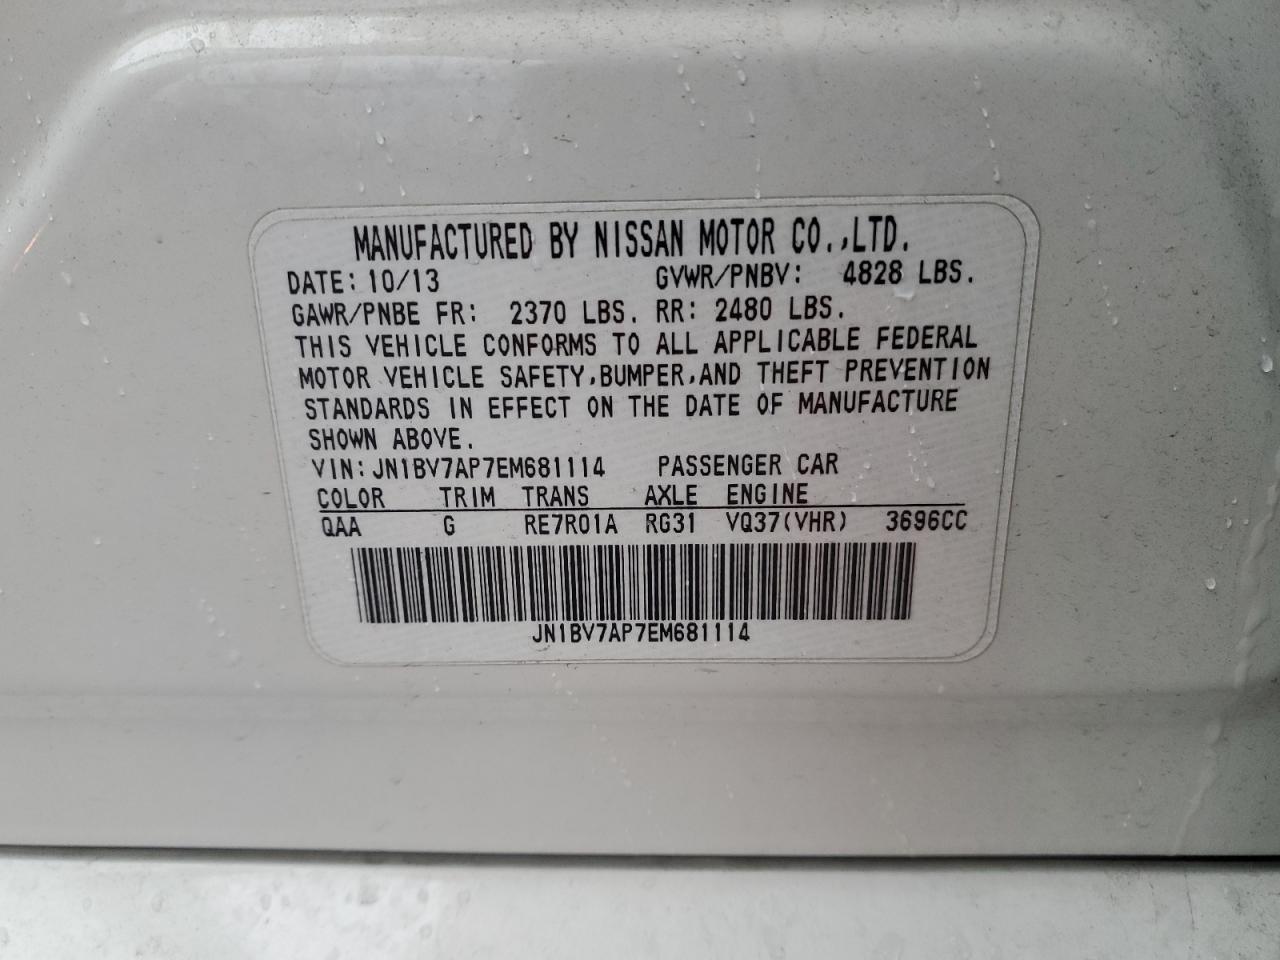 MANUFACTURED BY NISSAN MOTOR CO.,LTD.
DATE: 10/13 GVWR/PNBV: 4828 LBS.
GAWR/PNBE FR: 2370 LBS. RR: 2480 LBS.
THIS VEHICLE CONFORMS TO ALL APPLICABLE FEDERAL
MOTOR VEHICLE SAFETY,BUMPER,AND THEFT PREVENTION
STANDARDS IN EFFECT ON THE DATE OF MANUFACTURE
SHOWN ABOVE.
VIN:JN1BV7AP7EM681114 PASSENGER CAR
COLOR TRIM TRANS AXLE ENGINE
QAA G RE7R01A RG31 VQ37(VHR) 3696CC
JN1BV7AP7EM681114